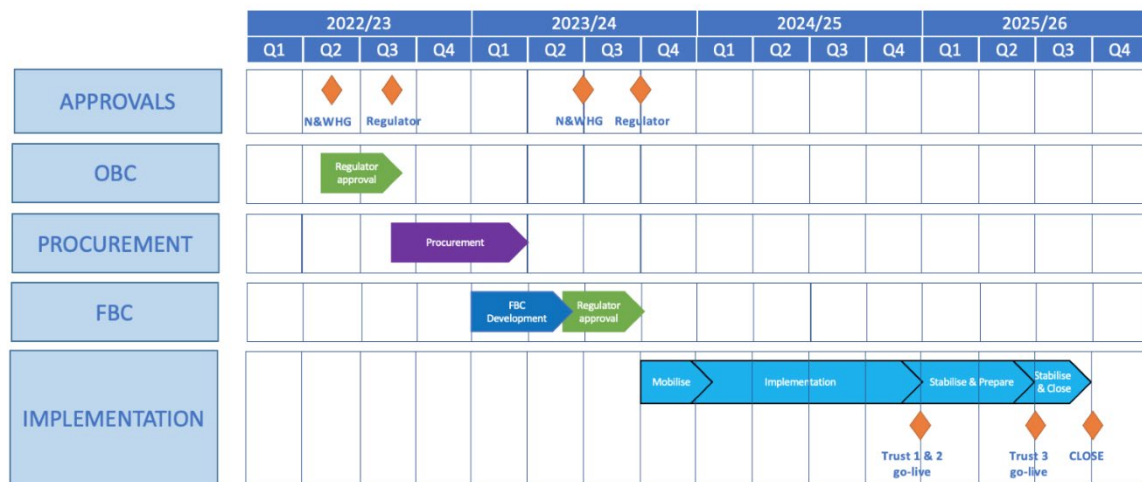 2022/23 2023/24 2024/25 2025/26
Q1 Q2 Q3 Q4 Q1 Q2 Q3 Q4 Q1 Q2 Q3 Q4 Q1 Q2 Q3 Q4
APPROVALS
N&WHG Regulator N&WHG Regulator
OBC
Regulator
approval
PROCUREMENT
Procurement
FBC
FBC
Development
Regulator
approval
IMPLEMENTATION
Mobilise
Implementation
Stabilise & Prepare
Stabilise
& Close
Trust 1 & 2
go-live
Trust 3
go-live
CLOSE